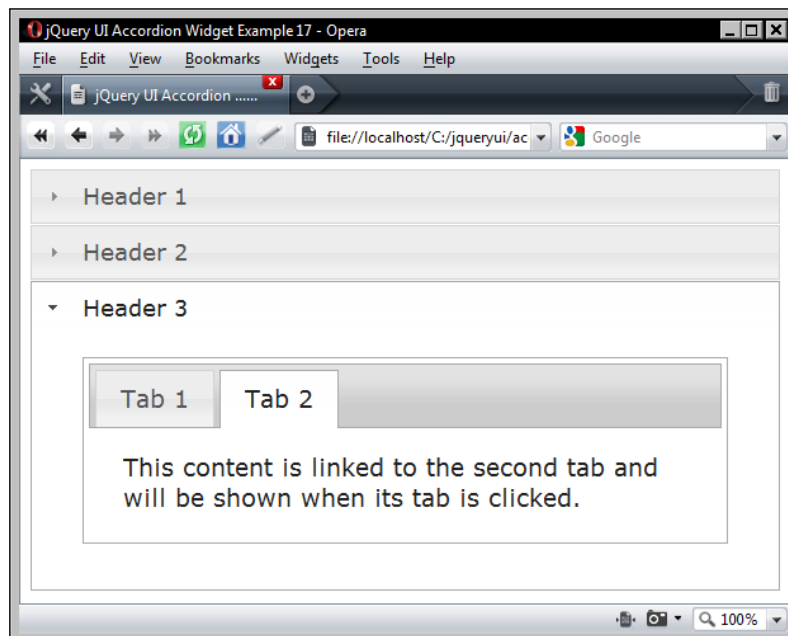 jQuery UI Accordion Widget Example 17 - Opera
File Edit View Bookmarks Widgets Tools Help
jQuery UI Accordion ......
file://localhost/C:/jqueryui/ac Google
Header 1
Header 2
Header 3
Tab 1 Tab 2
This content is linked to the second tab and
will be shown when its tab is clicked.
100%